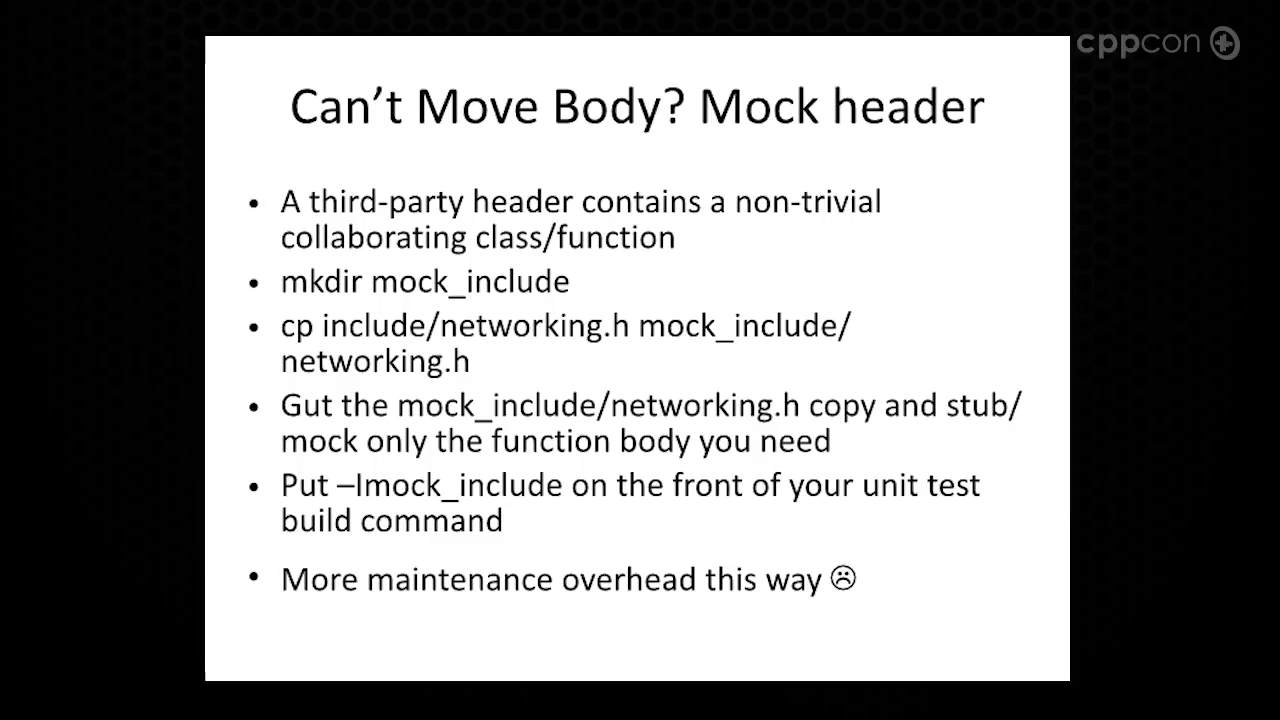 cppcon
Can’t Move Body? Mock header
• A third-party header contains a non-trivial
collaborating class/function
• mkdir mock_include
• cp include/networking.h mock_include/
networking.h
• Gut the mock_include/networking.h copy and stub/
mock only the function body you need
• Put –Imock_include on the front of your unit test
build command
• More maintenance overhead this way ☹